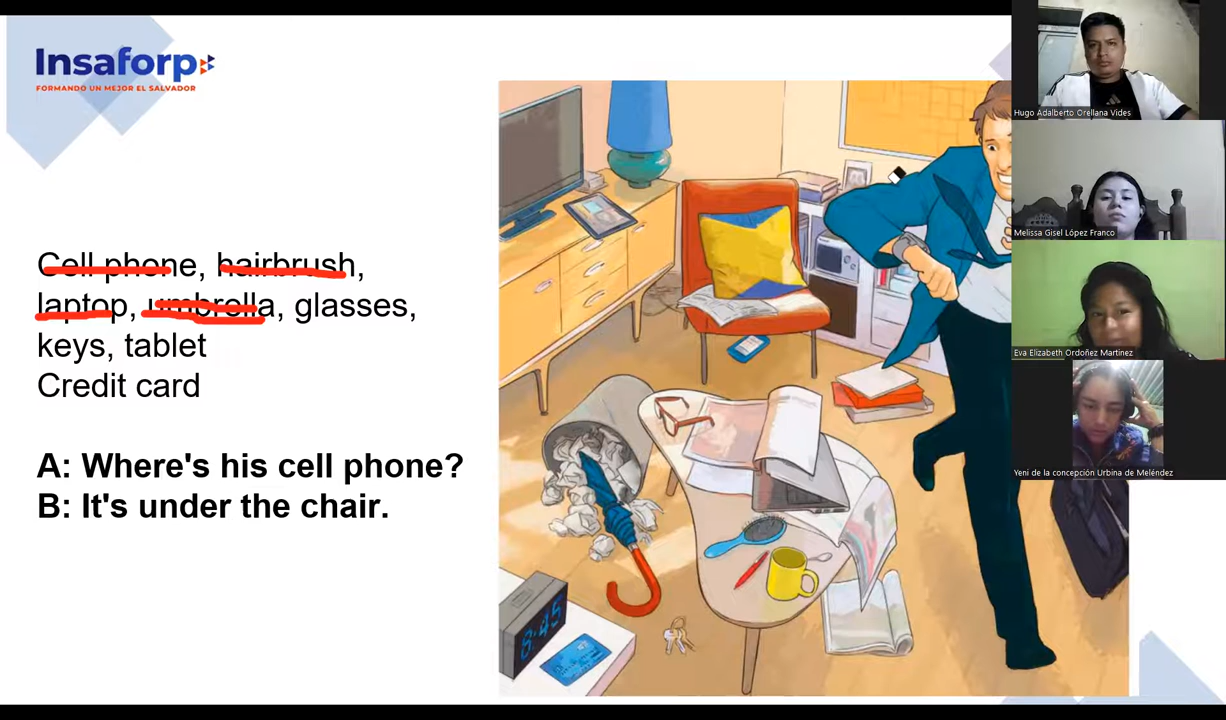 Insaforp
FORMANDO UN MEJOR EL SALVADOR
Cell phone, hairbrush,
laptop, umbrella, glasses,
keys, tablet
Credit card
A: Where's his cell phone?
B: It's under the chair.
8:45
Hugo Adalberto Orellana Vides
Melissa Gisel López Franco
Eva Elizabeth Ordoñez Martinez
Yeni de la concepción Urbina de Meléndez